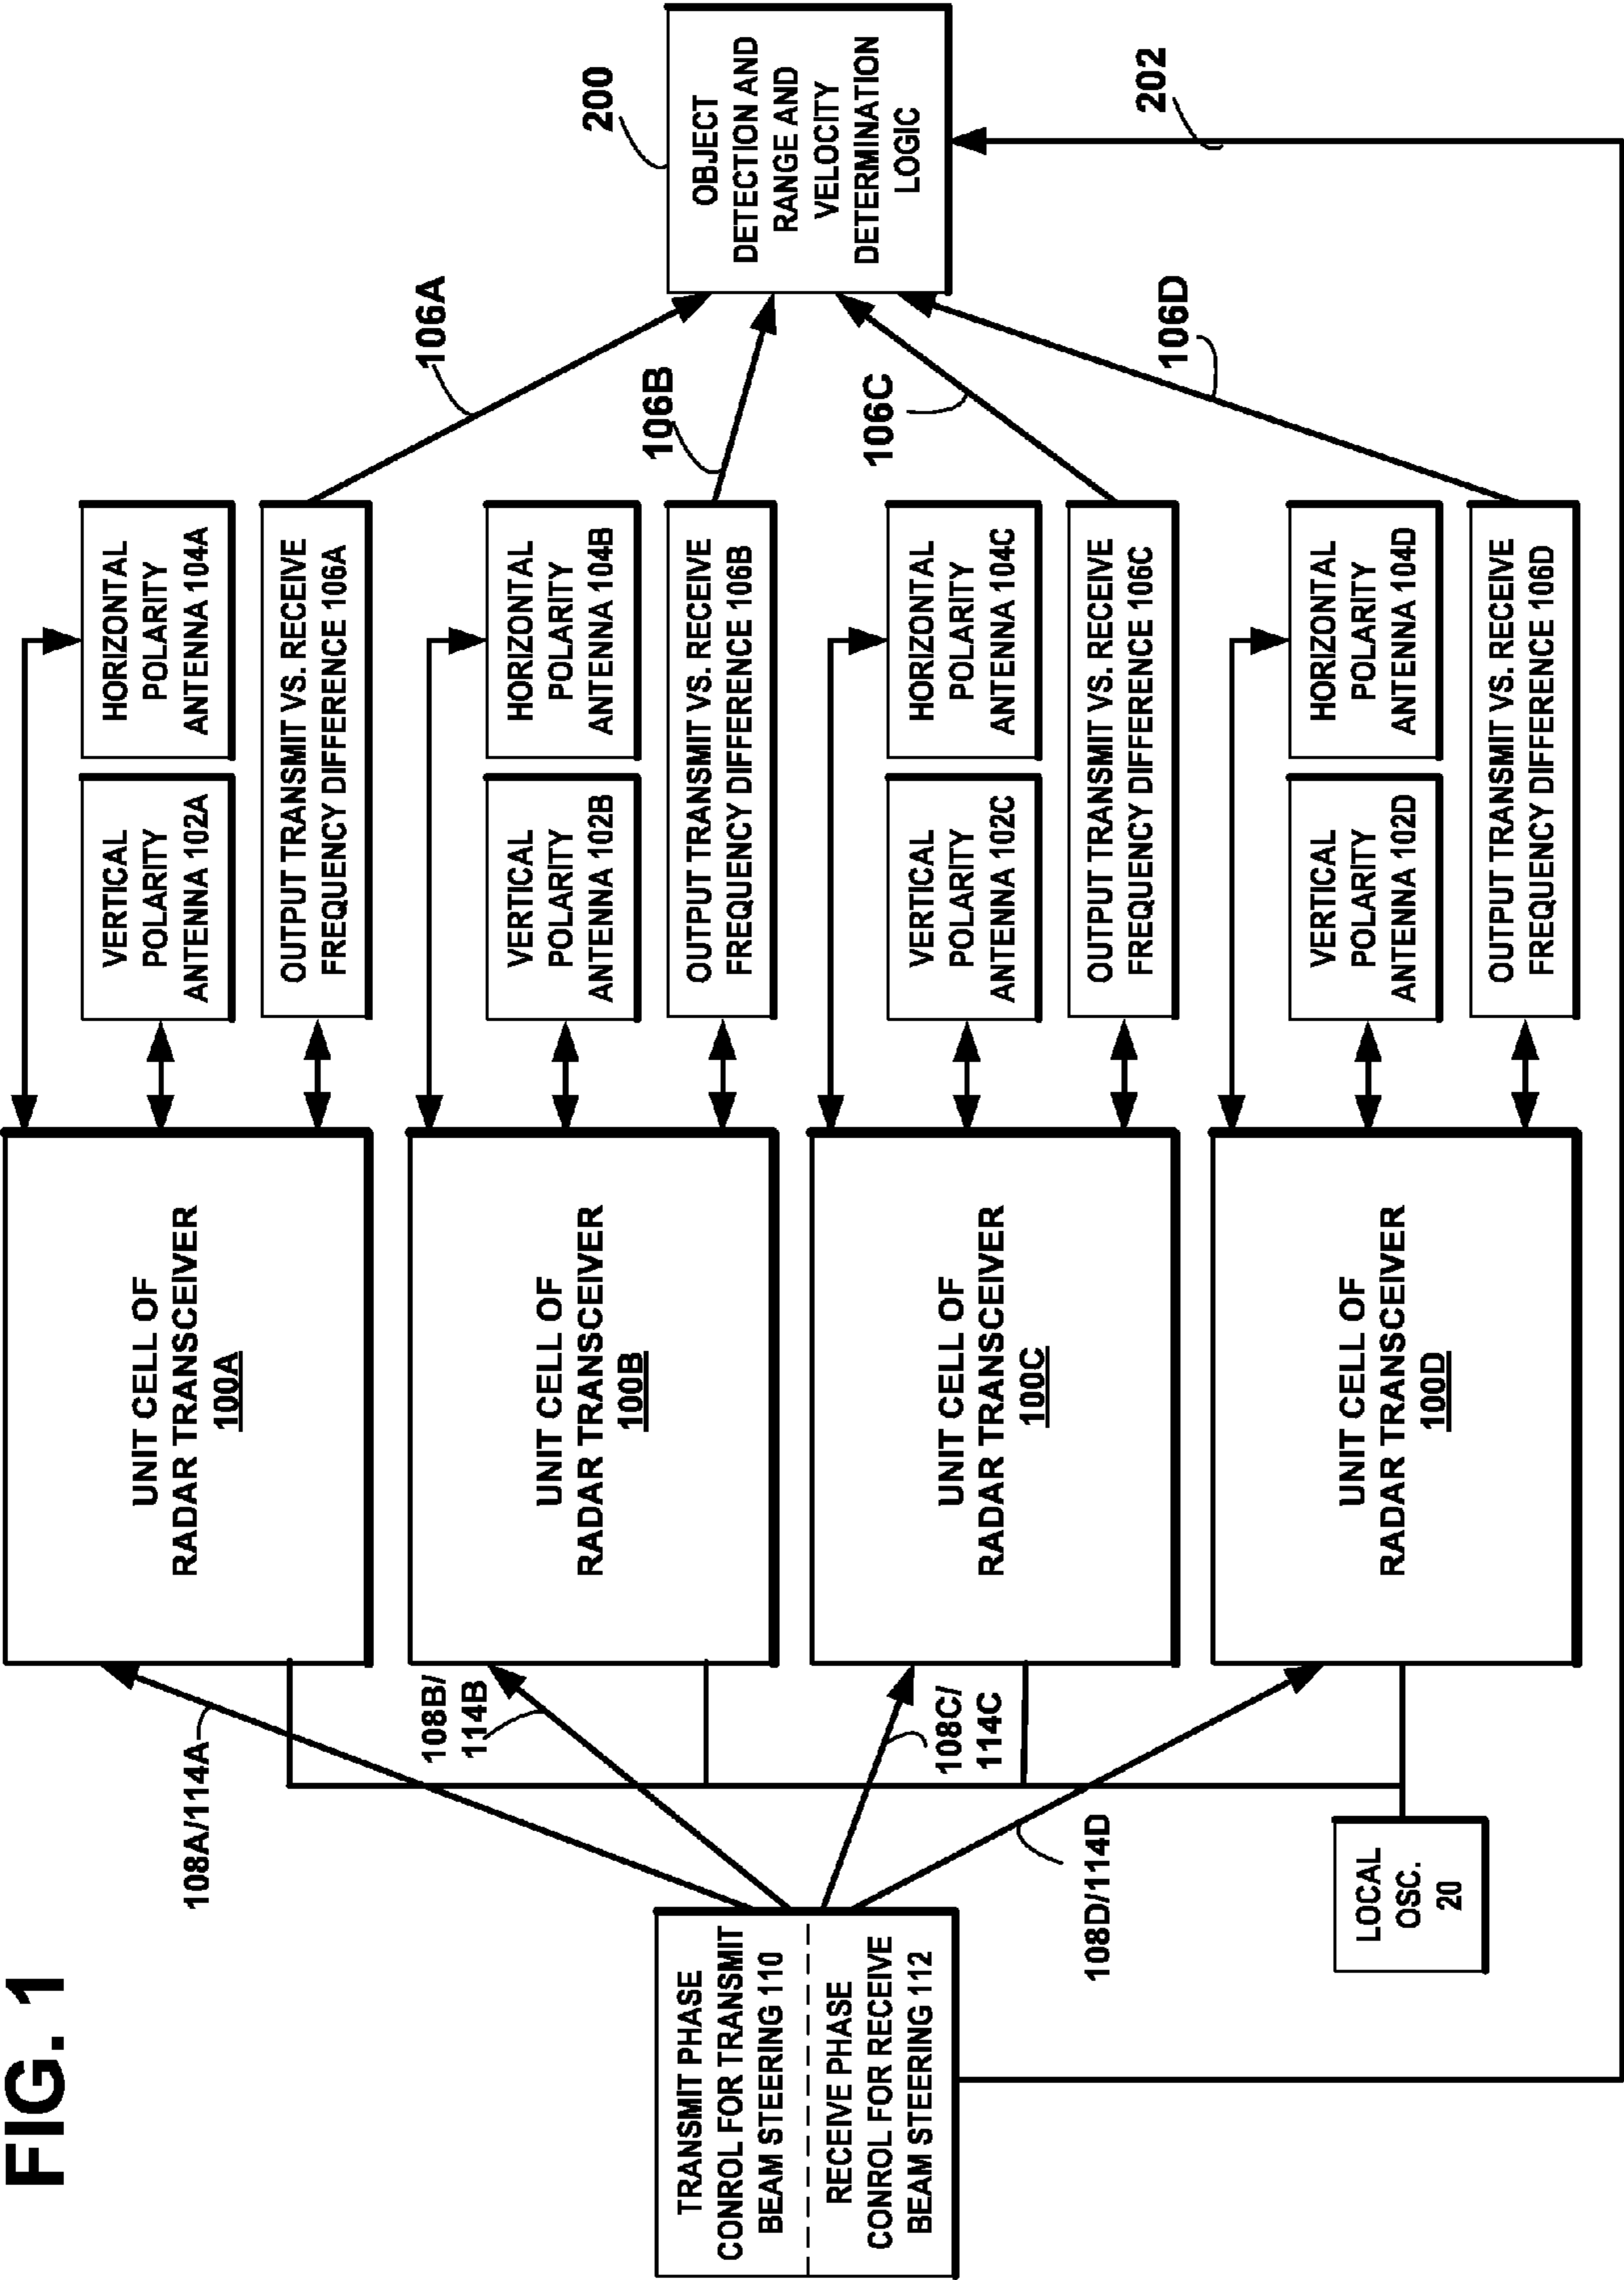 FIG. 1
TRANSMIT PHASE
CONROL FOR TRANSMIT
BEAM STEERING 110
RECEIVE PHASE
CONROL FOR RECEIVE
BEAM STEERING 112
LOCAL
OSC.
20
108A/114A
108B/
114B
108C/
114C
108D/114D
UNIT CELL OF
RADAR TRANSCEIVER
100A
UNIT CELL OF
RADAR TRANSCEIVER
100B
UNIT CELL OF
RADAR TRANSCEIVER
100C
UNIT CELL OF
RADAR TRANSCEIVER
100D
VERTICAL
POLARITY
ANTENNA 102A
HORIZONTAL
POLARITY
ANTENNA 104A
OUTPUT TRANSMIT VS. RECEIVE
FREQUENCY DIFFERENCE 106A
VERTICAL
POLARITY
ANTENNA 102B
HORIZONTAL
POLARITY
ANTENNA 104B
OUTPUT TRANSMIT VS. RECEIVE
FREQUENCY DIFFERENCE 106B
VERTICAL
POLARITY
ANTENNA 102C
HORIZONTAL
POLARITY
ANTENNA 104C
OUTPUT TRANSMIT VS. RECEIVE
FREQUENCY DIFFERENCE 106C
VERTICAL
POLARITY
ANTENNA 102D
HORIZONTAL
POLARITY
ANTENNA 104D
OUTPUT TRANSMIT VS. RECEIVE
FREQUENCY DIFFERENCE 106D
106A
106B
106C
106D
200
OBJECT
DETECTION AND
RANGE AND
VELOCITY
DETERMINATION
LOGIC
202